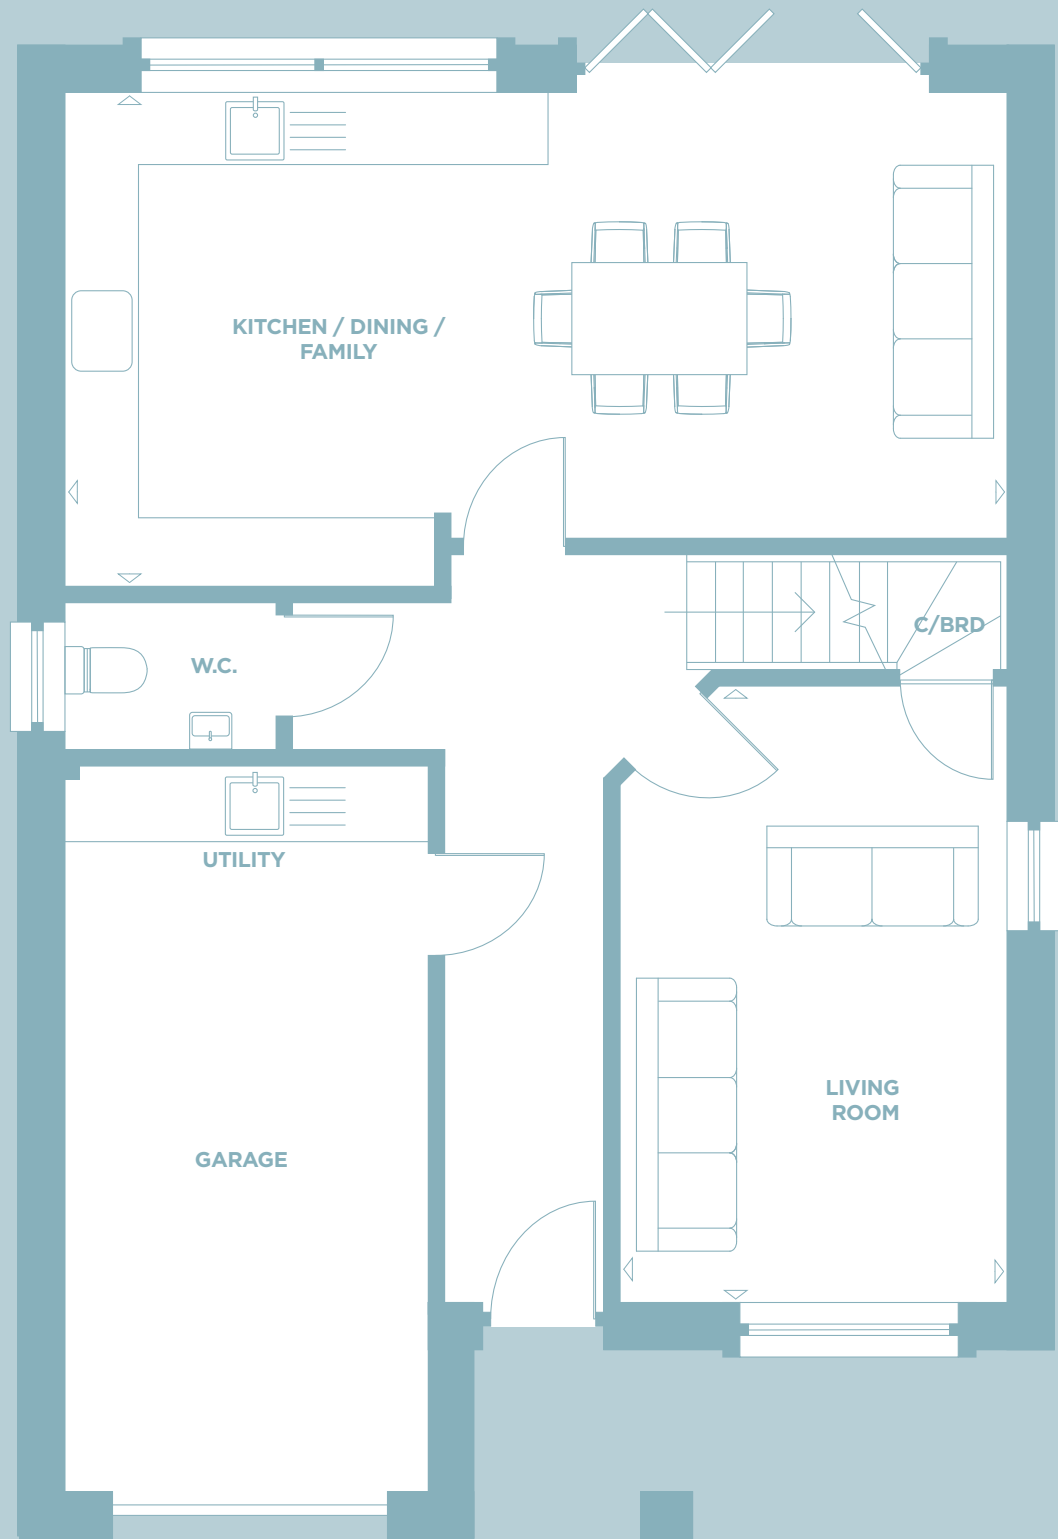 KITCHEN / DINING /
FAMILY
C/BRD
W.C.
UTILITY
LIVING
ROOM
GARAGE